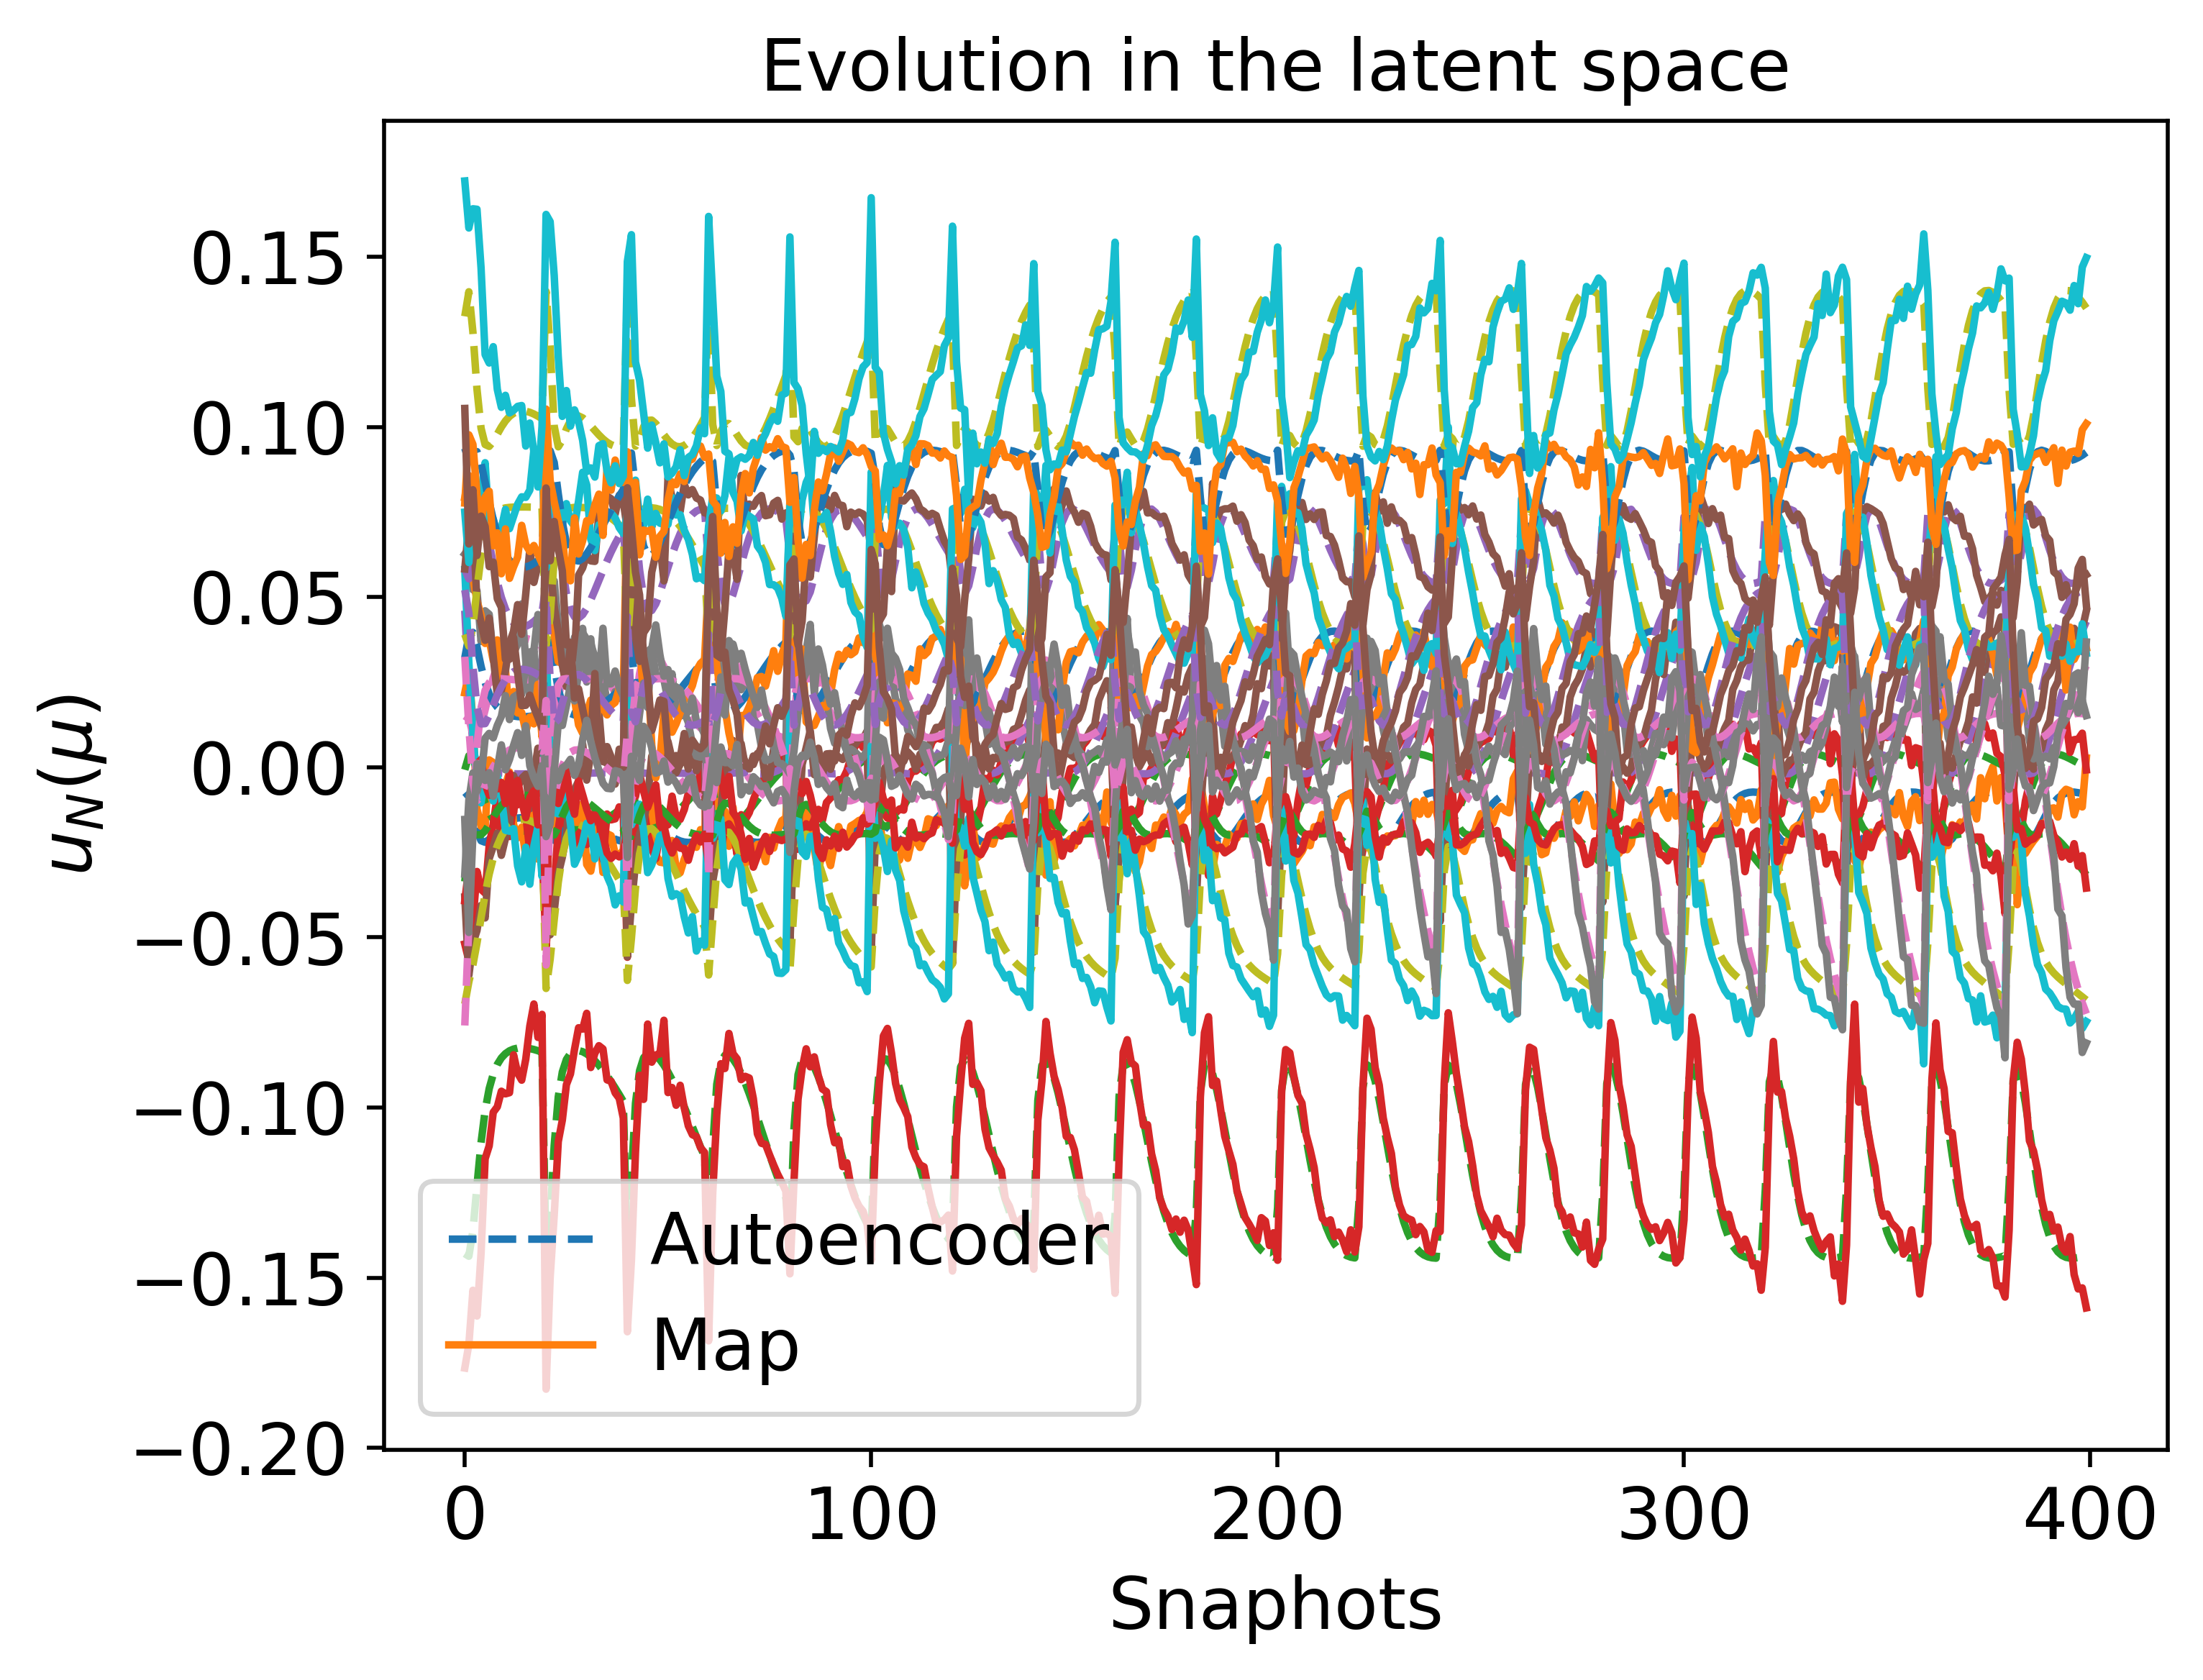 Evolution in the latent space
0.15
0.10
0.05
0.00
−0.05
−0.10
−0.15
−0.20
u_N(μ)
Autoencoder
Map
0 100 200 300 400
Snaphots